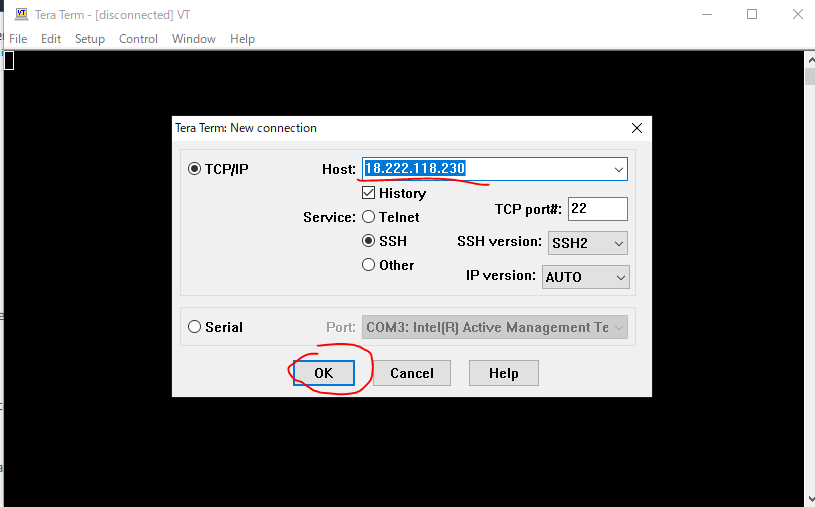 Tera Term - [disconnected] VT
File Edit Setup Control Window Help
Tera Term: New connection
TCP/IP
Host: 18.222.118.230
History
Service: Telnet
TCP port#: 22
SSH
SSH version: SSH2
Other
IP version: AUTO
Serial
Port: COM3: Intel(R) Active Management Te
OK Cancel Help